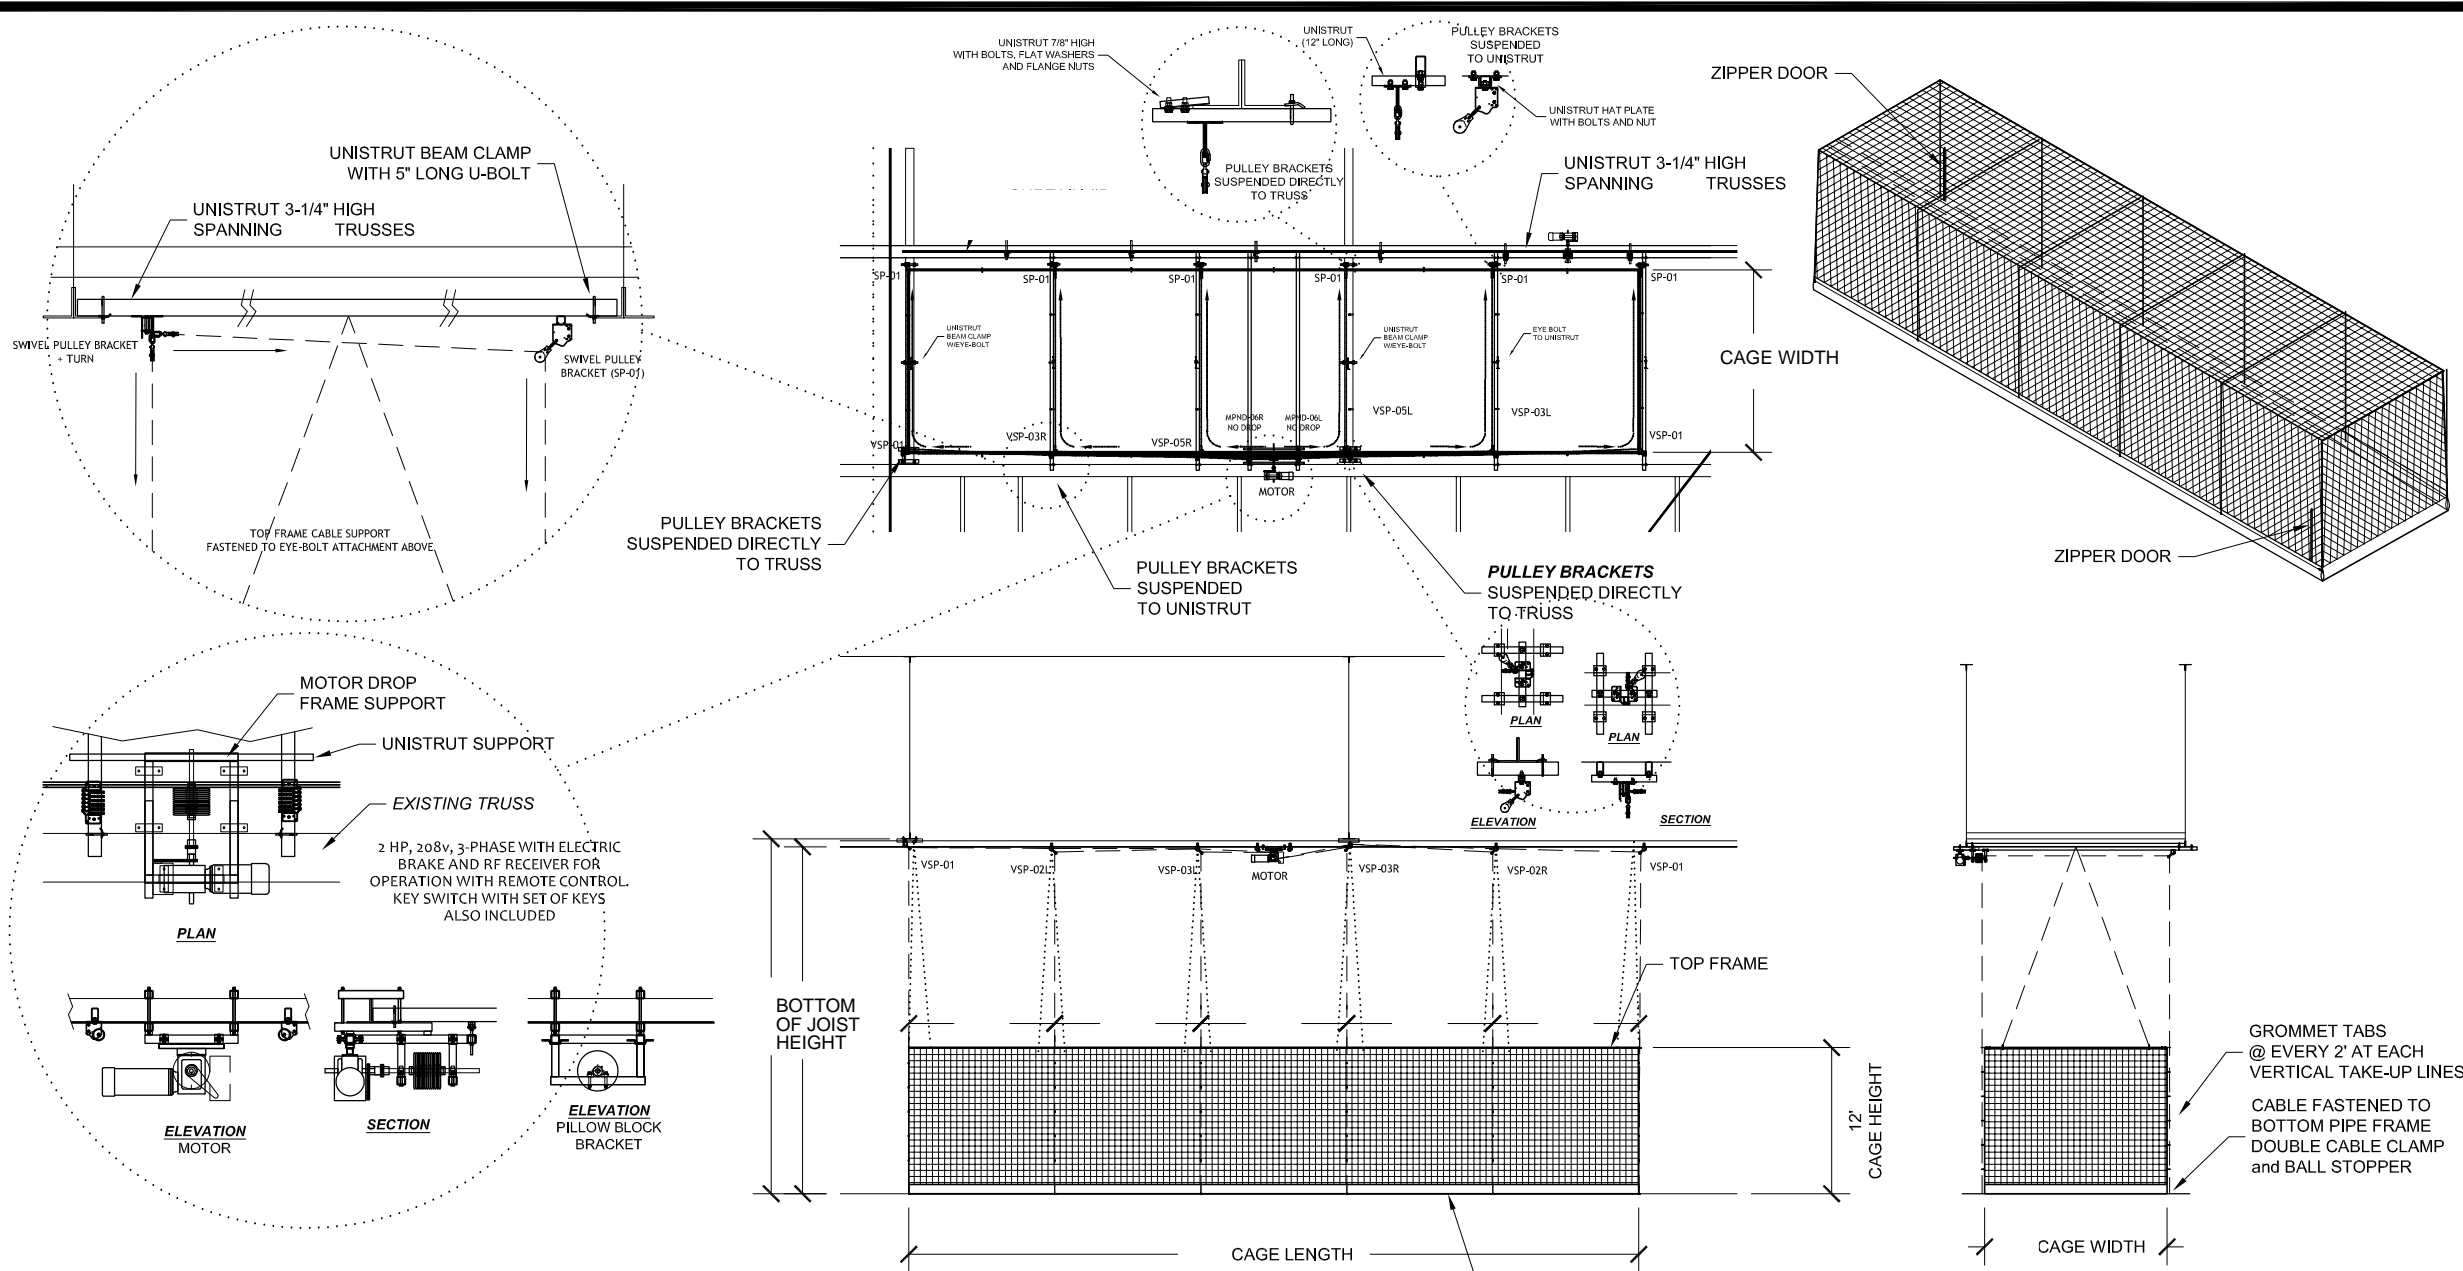 UNISTRUT 7/8" HIGH
WITH BOLTS, FLAT WASHERS
AND FLANGE NUTS
UNISTRUT
(12" LONG)
PULLEY BRACKETS
SUSPENDED
TO UNISTRUT
UNISTRUT HAT PLATE
WITH BOLTS AND NUT
PULLEY BRACKETS
SUSPENDED DIRECTLY
TO TRUSS
UNISTRUT 3-1/4" HIGH
SPANNING TRUSSES
ZIPPER DOOR
ZIPPER DOOR
UNISTRUT BEAM CLAMP
WITH 5" LONG U-BOLT
UNISTRUT 3-1/4" HIGH
SPANNING TRUSSES
SWIVEL PULLEY BRACKET
+ TURN
SWIVEL PULLEY
BRACKET (SP-01)
TOP FRAME CABLE SUPPORT
FASTENED TO EYE-BOLT ATTACHMENT ABOVE
SP-01
SP-01
SP-01
SP-01
SP-01
SP-01
UNISTRUT
BEAM CLAMP
W/EYE-BOLT
UNISTRUT
BEAM CLAMP
W/EYE-BOLT
EYE BOLT
TO UNISTRUT
CAGE WIDTH
MPND-06R
NO DROP
MPND-06L
NO DROP
VSP-05L
VSP-03L
VSP-01
VSP-03R
VSP-05R
VSP-01
MOTOR
PULLEY BRACKETS
SUSPENDED DIRECTLY
TO TRUSS
PULLEY BRACKETS
SUSPENDED
TO UNISTRUT
PULLEY BRACKETS
SUSPENDED DIRECTLY
TO TRUSS
PLAN
PLAN
ELEVATION
SECTION
MOTOR DROP
FRAME SUPPORT
UNISTRUT SUPPORT
EXISTING TRUSS
2 HP, 208v, 3-PHASE WITH ELECTRIC
BRAKE AND RF RECEIVER FOR
OPERATION WITH REMOTE CONTROL.
KEY SWITCH WITH SET OF KEYS
ALSO INCLUDED
PLAN
ELEVATION
MOTOR
SECTION
ELEVATION
PILLOW BLOCK
BRACKET
VSP-01
VSP-02L
VSP-03L
MOTOR
VSP-03R
VSP-02R
VSP-01
BOTTOM
OF JOIST
HEIGHT
TOP FRAME
12'
CAGE HEIGHT
CAGE LENGTH
GROMMET TABS
@ EVERY 2' AT EACH
VERTICAL TAKE-UP LINES
CABLE FASTENED TO
BOTTOM PIPE FRAME
DOUBLE CABLE CLAMP
and BALL STOPPER
CAGE WIDTH